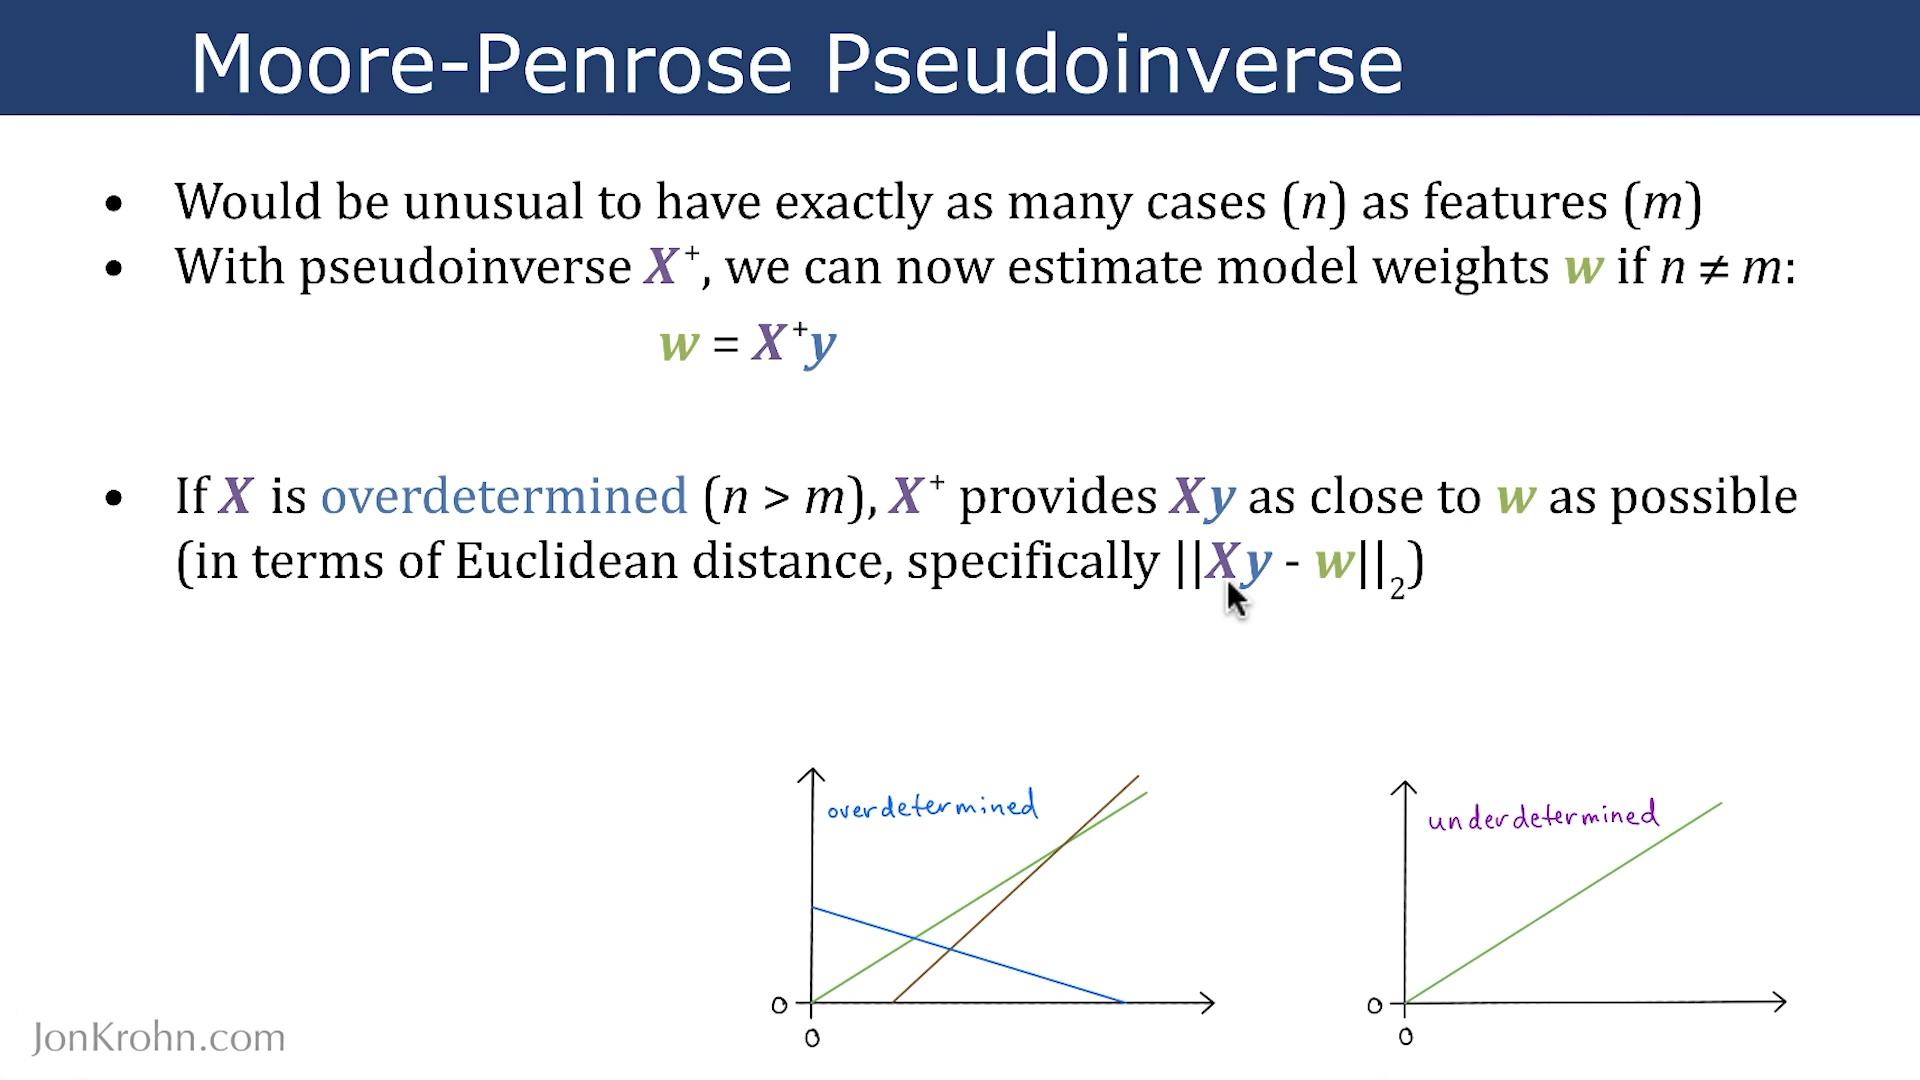 Moore-Penrose Pseudoinverse
• Would be unusual to have exactly as many cases (n) as features (m)
• With pseudoinverse X⁺, we can now estimate model weights w if n ≠ m:
w = X⁺y
• If X is overdetermined (n > m), X⁺ provides Xy as close to w as possible
(in terms of Euclidean distance, specifically ||Xy - w||₂)
overdetermined
0
0
underdetermined
0
0
JonKrohn.com